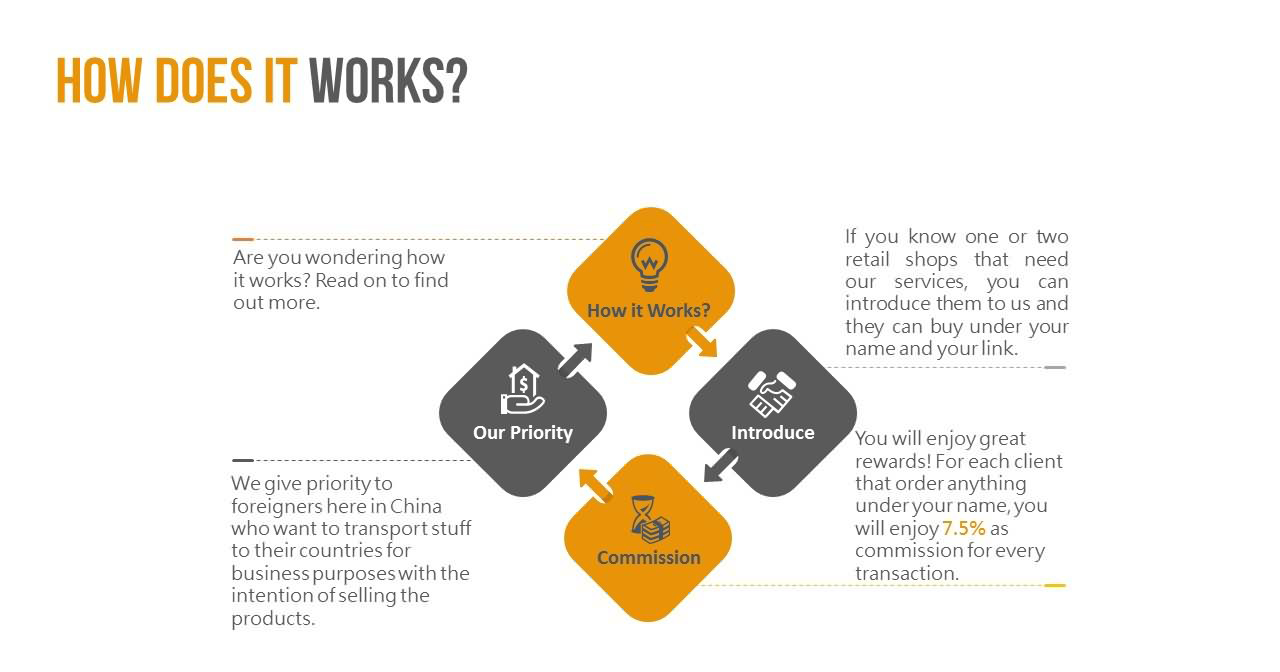 HOW DOES IT WORKS?
Are you wondering how
it works? Read on to find
out more.
How it Works?
If you know one or two
retail shops that need
our services, you can
introduce them to us and
they can buy under your
name and your link.
Our Priority
Introduce
We give priority to
foreigners here in China
who want to transport stuff
to their countries for
business purposes with the
intention of selling the
products.
Commission
You will enjoy great
rewards! For each client
that order anything
under your name, you
will enjoy 7.5% as
commission for every
transaction.
$